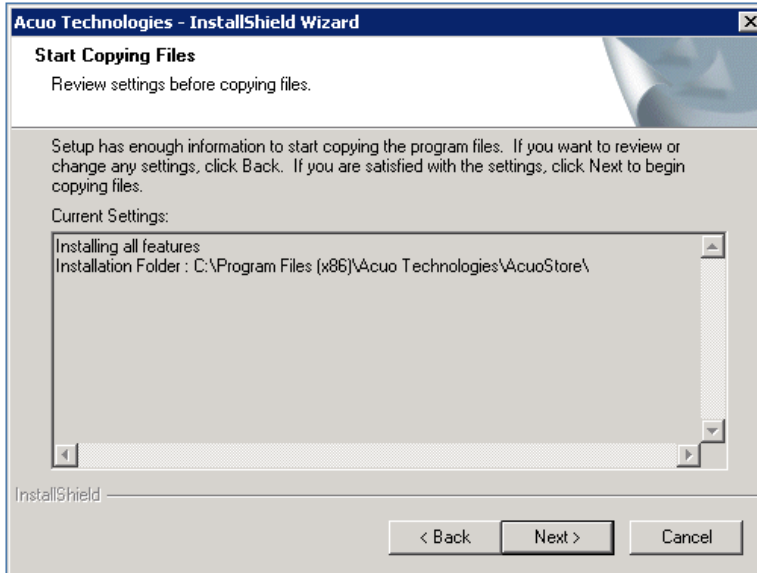 Acuo Technologies - InstallShield Wizard
Start Copying Files
Review settings before copying files.
Setup has enough information to start copying the program files. If you want to review or
change any settings, click Back. If you are satisfied with the settings, click Next to begin
copying files.
Current Settings:
Installing all features
Installation Folder : C:\Program Files (x86)\Acuo Technologies\AcuoStore\
InstallShield
< Back
Next >
Cancel